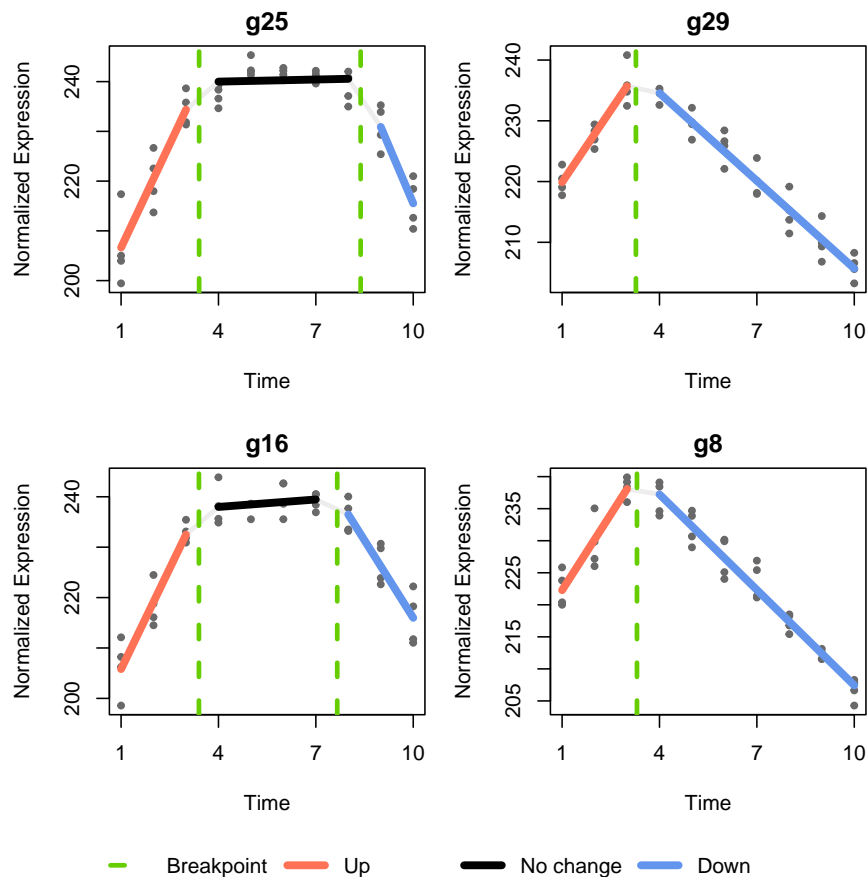 g25
Normalized Expression
240
220
200
1 4 7 10
Time
g29
Normalized Expression
240
230
220
210
1 4 7 10
Time
g16
Normalized Expression
240
220
200
1 4 7 10
Time
g8
Normalized Expression
235
225
215
205
1 4 7 10
Time
Breakpoint Up No change Down